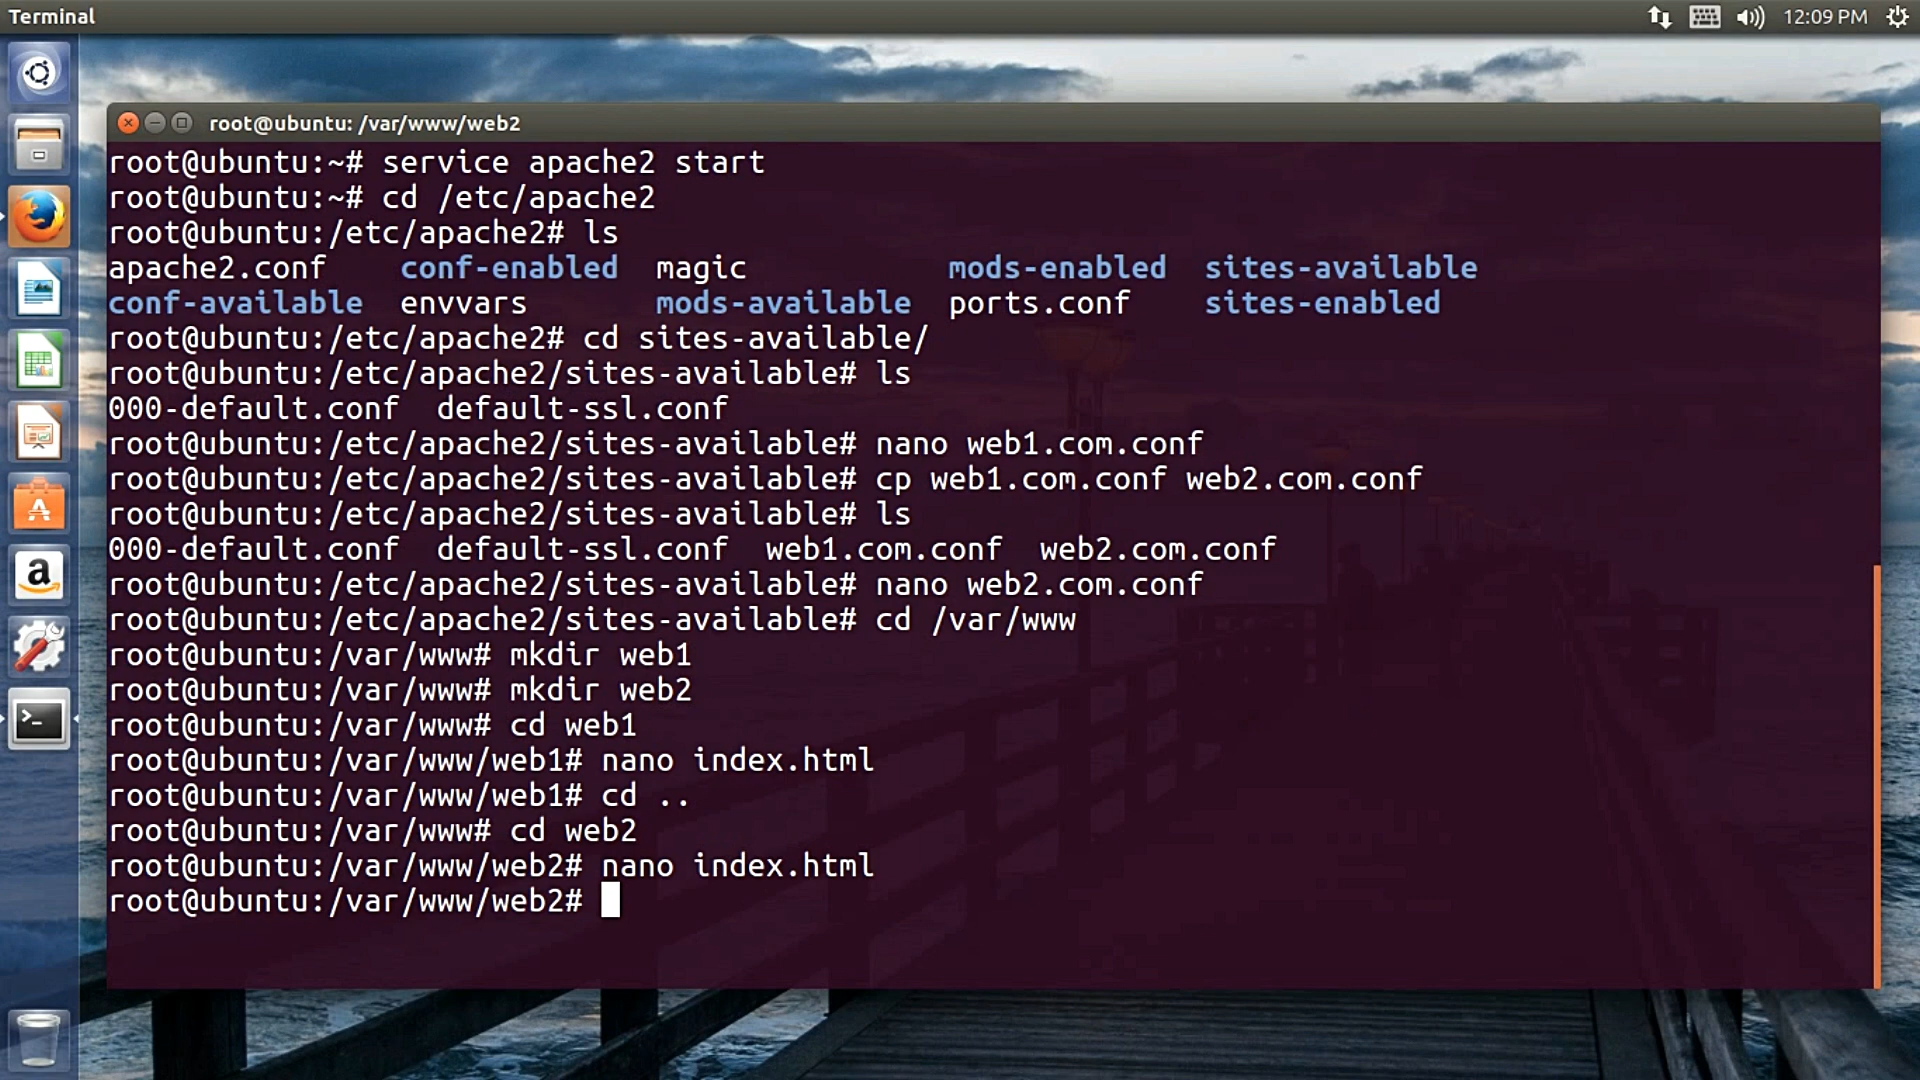 Terminal
12:09 PM
root@ubuntu: /var/www/web2
root@ubuntu:~# service apache2 start
root@ubuntu:~# cd /etc/apache2
root@ubuntu:/etc/apache2# ls
apache2.conf conf-enabled magic mods-enabled sites-available
conf-available envvars mods-available ports.conf sites-enabled
root@ubuntu:/etc/apache2# cd sites-available/
root@ubuntu:/etc/apache2/sites-available# ls
000-default.conf default-ssl.conf
root@ubuntu:/etc/apache2/sites-available# nano web1.com.conf
root@ubuntu:/etc/apache2/sites-available# cp web1.com.conf web2.com.conf
root@ubuntu:/etc/apache2/sites-available# ls
000-default.conf default-ssl.conf web1.com.conf web2.com.conf
root@ubuntu:/etc/apache2/sites-available# nano web2.com.conf
root@ubuntu:/etc/apache2/sites-available# cd /var/www
root@ubuntu:/var/www# mkdir web1
root@ubuntu:/var/www# mkdir web2
root@ubuntu:/var/www# cd web1
root@ubuntu:/var/www/web1# nano index.html
root@ubuntu:/var/www/web1# cd ..
root@ubuntu:/var/www# cd web2
root@ubuntu:/var/www/web2# nano index.html
root@ubuntu:/var/www/web2#